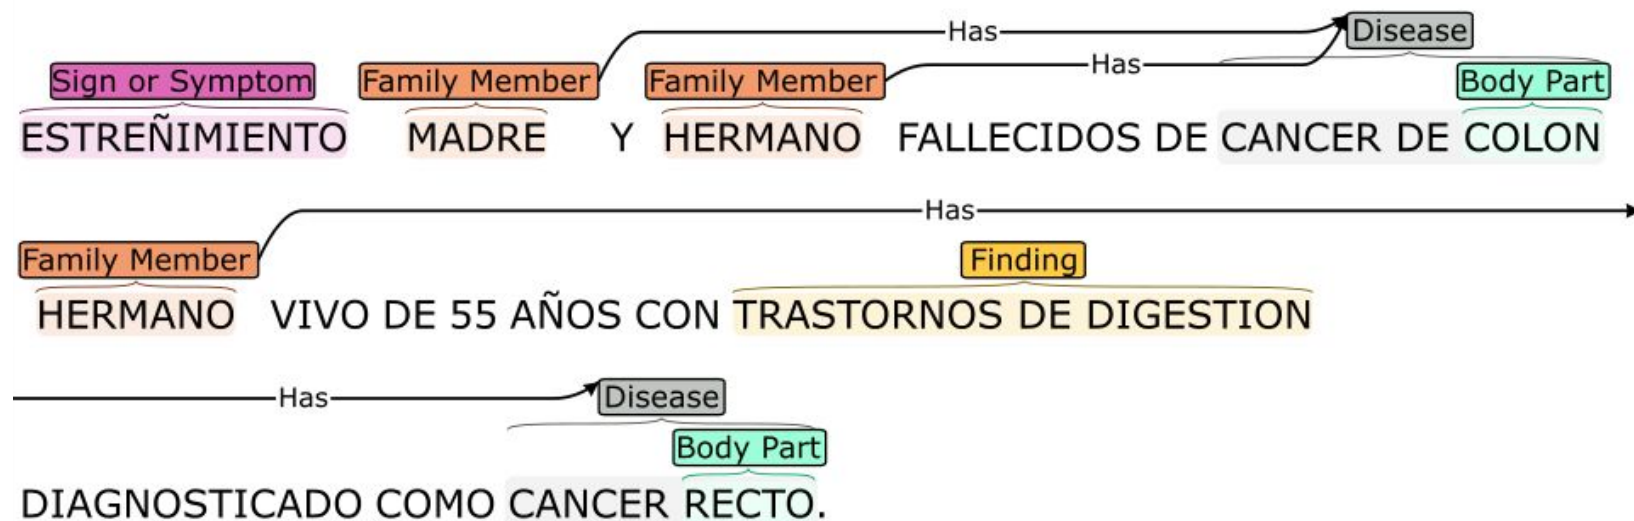 Has Disease
Sign or Symptom Family Member Family Member Has Body Part
ESTREÑIMIENTO MADRE Y HERMANO FALLECIDOS DE CANCER DE COLON
Has
Family Member Finding
HERMANO VIVO DE 55 AÑOS CON TRASTORNOS DE DIGESTION
Has Disease
Body Part
DIAGNOSTICADO COMO CANCER RECTO.